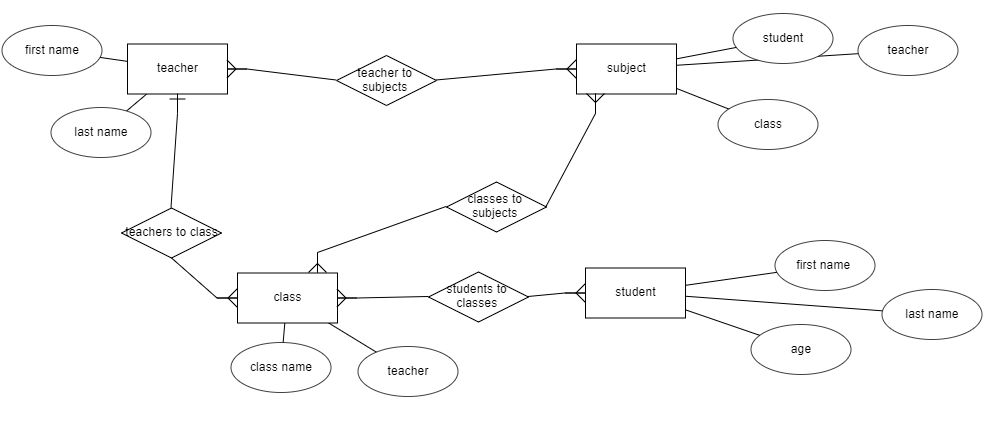 first name
teacher
teacher to
subjects
subject
student
teacher
last name
class
classes to
subjects
teachers to class
class
students to
classes
student
first name
last name
age
class name
teacher